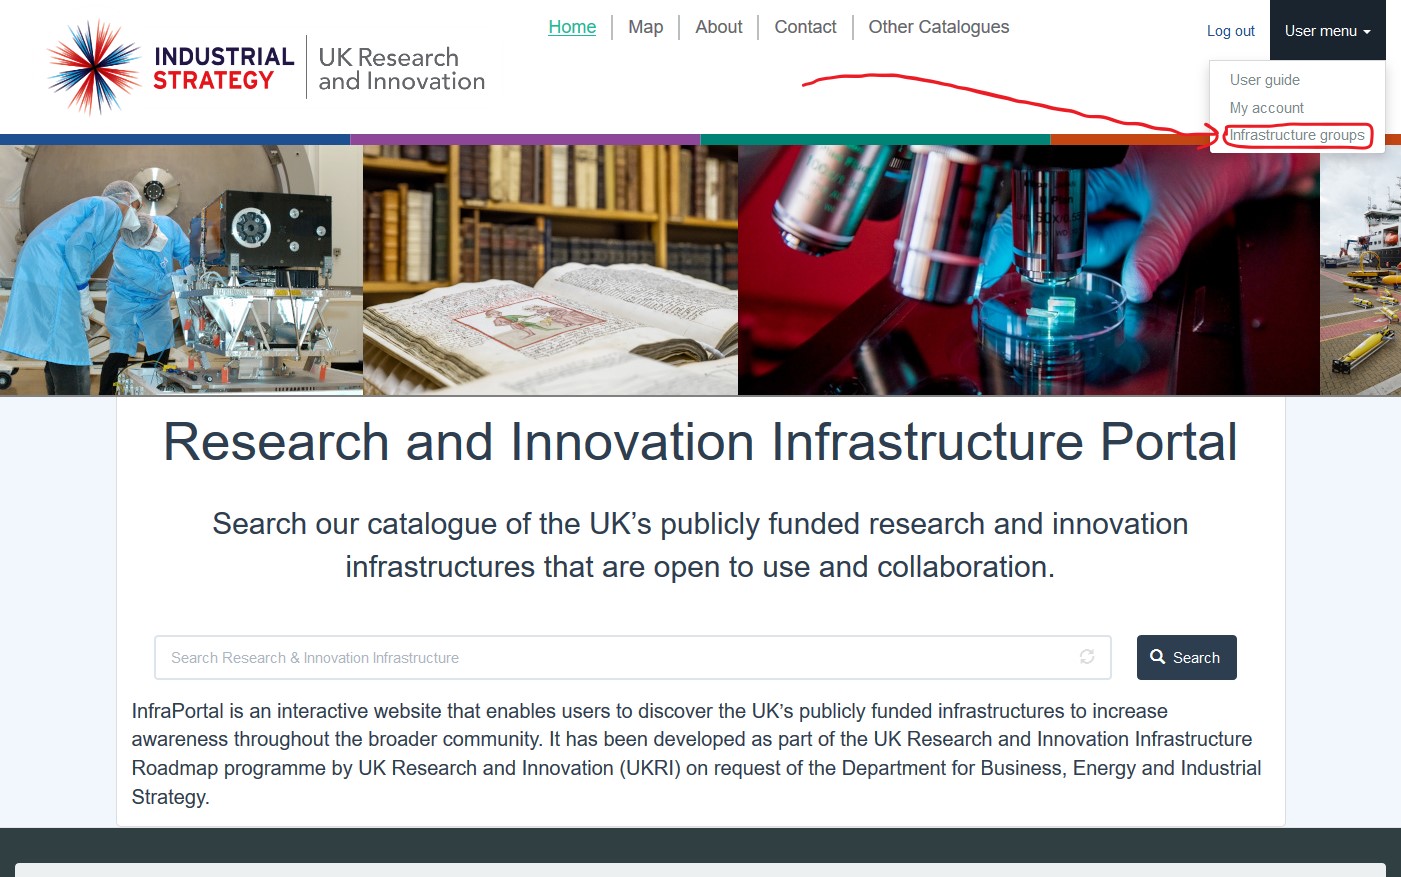 Home
Map
About
Contact
Other Catalogues
Log out
User menu
INDUSTRIAL
STRATEGY
UK Research
and Innovation
User guide
My account
Infrastructure groups
Research and Innovation Infrastructure Portal
Search our catalogue of the UK’s publicly funded research and innovation
infrastructures that are open to use and collaboration.
Search Research & Innovation Infrastructure
Search
InfraPortal is an interactive website that enables users to discover the UK’s publicly funded infrastructures to increase
awareness throughout the broader community. It has been developed as part of the UK Research and Innovation Infrastructure
Roadmap programme by UK Research and Innovation (UKRI) on request of the Department for Business, Energy and Industrial
Strategy.